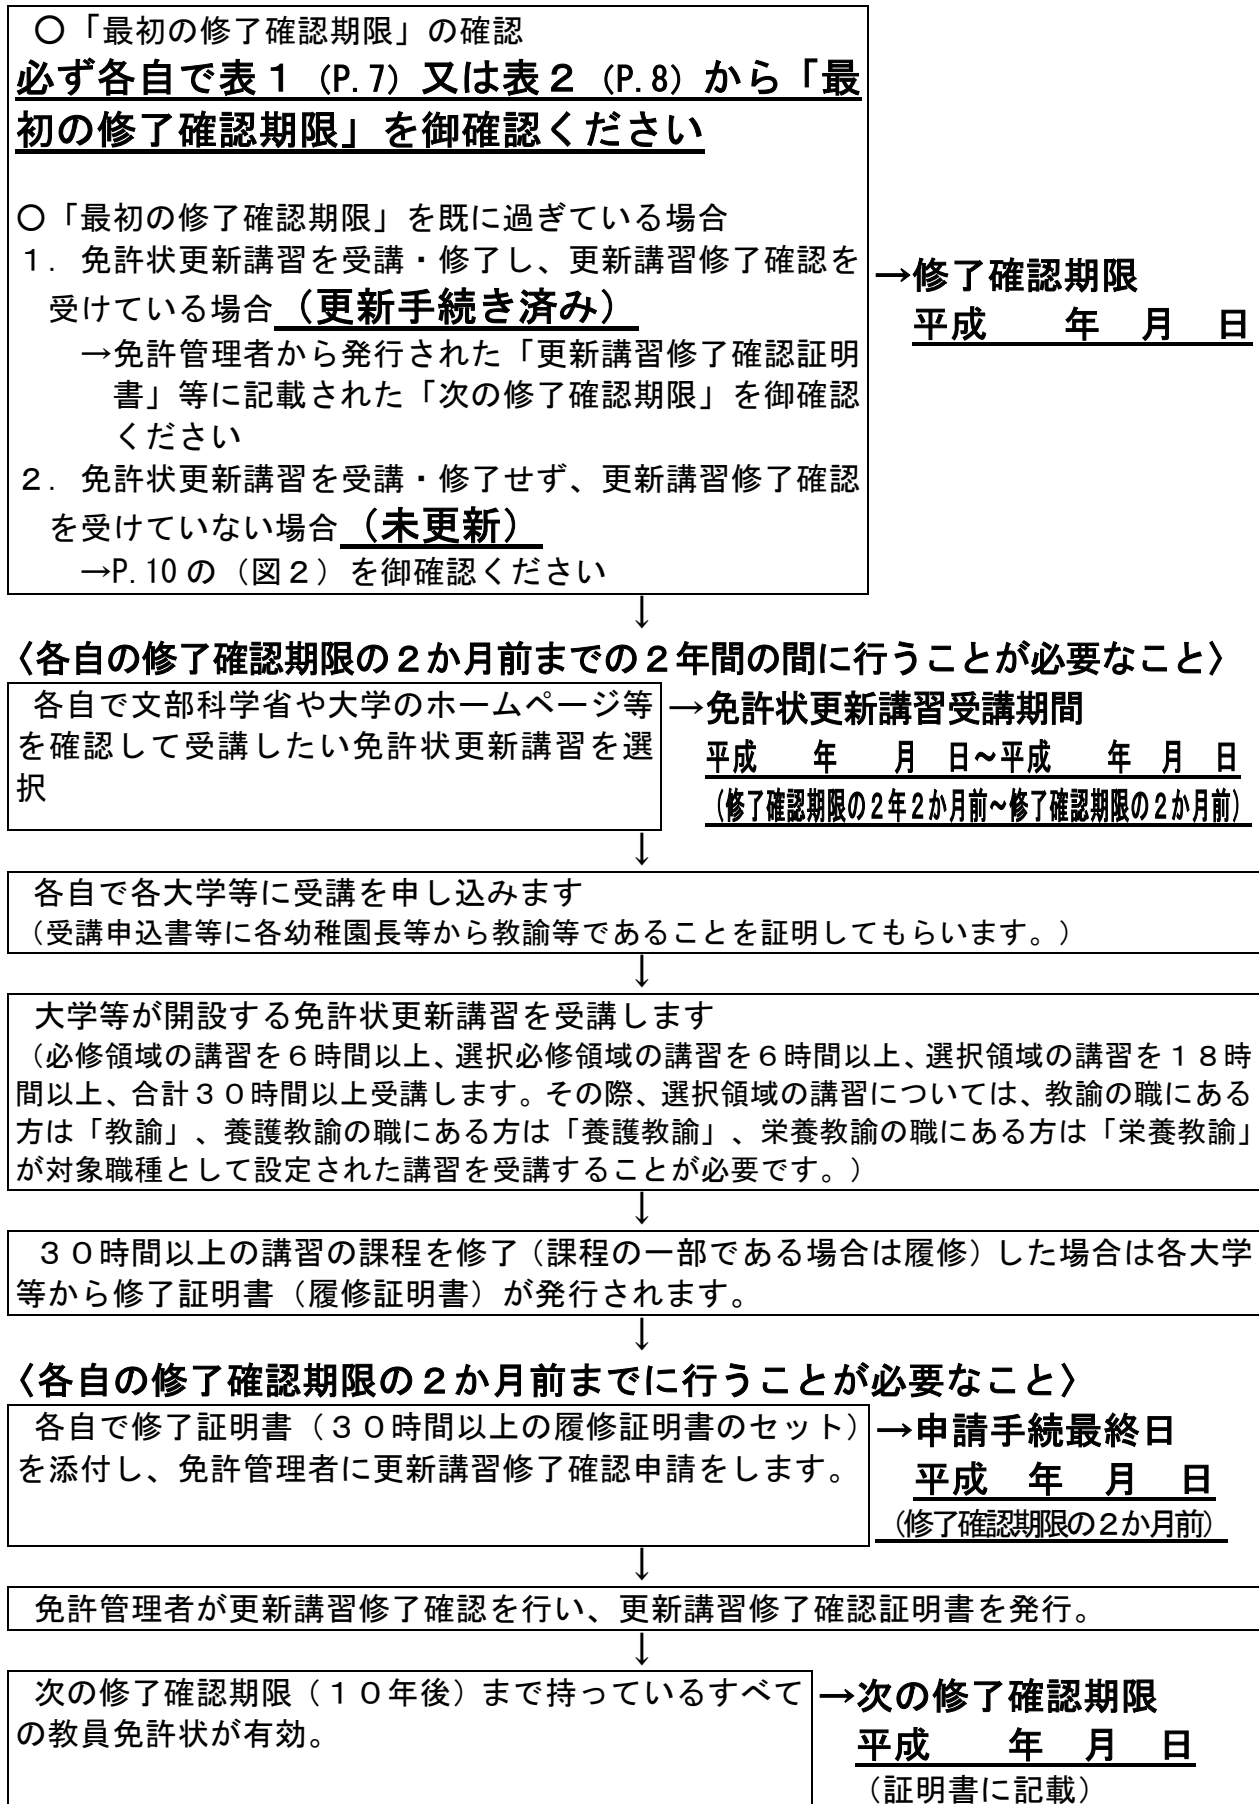 〇「最初の修了確認期限」の確認
必ず各自で表１（P.7）又は表２（P.8）から「最
初の修了確認期限」を御確認ください
〇「最初の修了確認期限」を既に過ぎている場合
１．免許状更新講習を受講・修了し、更新講習修了確認を
受けている場合（更新手続き済み）
→免許管理者から発行された「更新講習修了確認証明
書」等に記載された「次の修了確認期限」を御確認
ください
２．免許状更新講習を受講・修了せず、更新講習修了確認
を受けていない場合（未更新）
→P.10の（図２）を御確認ください
→修了確認期限
平成　　年　月　日
↓
〈各自の修了確認期限の２か月前までの２年間の間に行うことが必要なこと〉
各自で文部科学省や大学のホームページ等
を確認して受講したい免許状更新講習を選
択
→免許状更新講習受講期間
平成　　年　　月　日～平成　　年　月　日
（修了確認期限の２年２か月前～修了確認期限の２か月前）
↓
各自で各大学等に受講を申し込みます
（受講申込書等に各幼稚園長等から教諭等であることを証明してもらいます。）
↓
大学等が開設する免許状更新講習を受講します
（必修領域の講習を６時間以上、選択必修領域の講習を６時間以上、選択領域の講習を１８時
間以上、合計３０時間以上受講します。その際、選択領域の講習については、教諭の職にある
方は「教諭」、養護教諭の職にある方は「養護教諭」、栄養教諭の職にある方は「栄養教諭」
が対象職種として設定された講習を受講することが必要です。）
↓
３０時間以上の講習の課程を修了（課程の一部である場合は履修）した場合は各大学
等から修了証明書（履修証明書）が発行されます。
↓
〈各自の修了確認期限の２か月前までに行うことが必要なこと〉
各自で修了証明書（３０時間以上の履修証明書のセット）
を添付し、免許管理者に更新講習修了確認申請をします。
→申請手続最終日
平成　年　月　日
（修了確認期限の２か月前）
↓
免許管理者が更新講習修了確認を行い、更新講習修了確認証明書を発行。
↓
次の修了確認期限（１０年後）まで持っているすべて
の教員免許状が有効。
→次の修了確認期限
平成　　年　月　日
（証明書に記載）